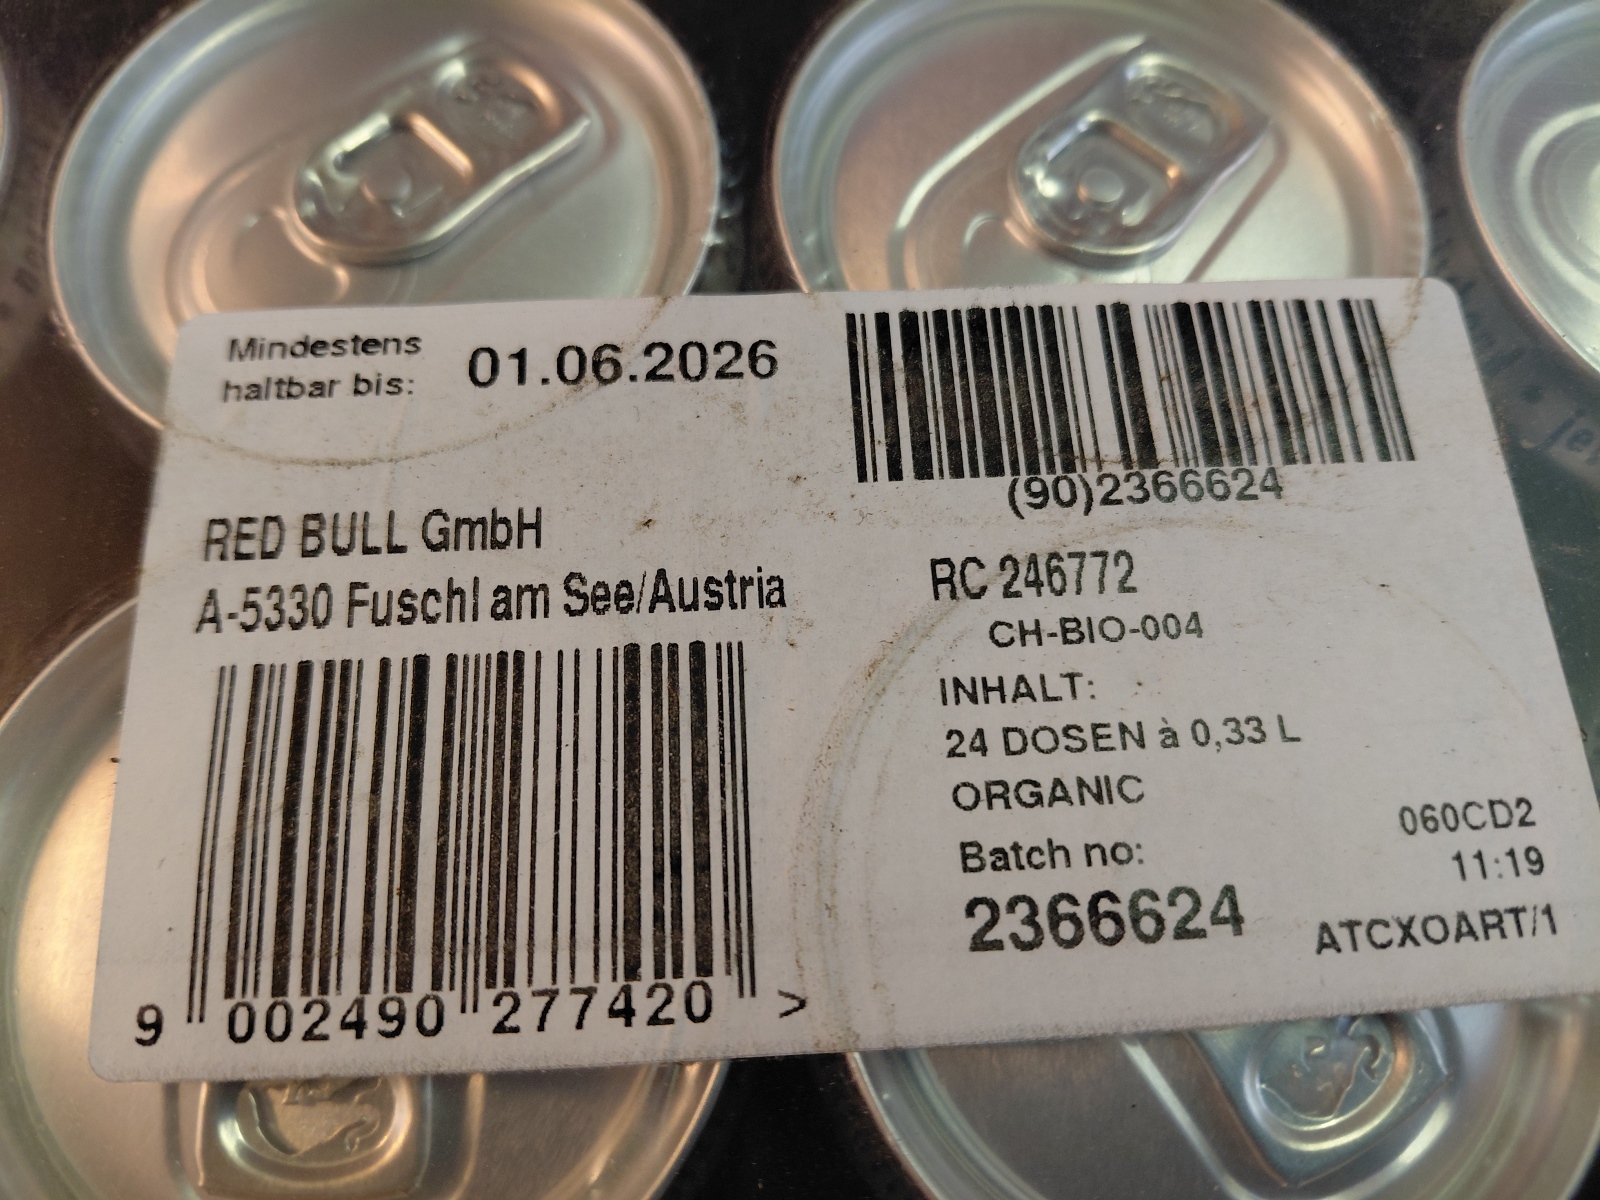 Mindestens
haltbar bis: 01.06.2026
(90)2366624
RED BULL GmbH
A-5330 Fuschl am See/Austria
9 002490 277420 >
RC 246772
CH-BIO-004
INHALT:
24 DOSEN à 0,33 L
ORGANIC
Batch no:
2366624
060CD2
11:19
ATCXOART/1